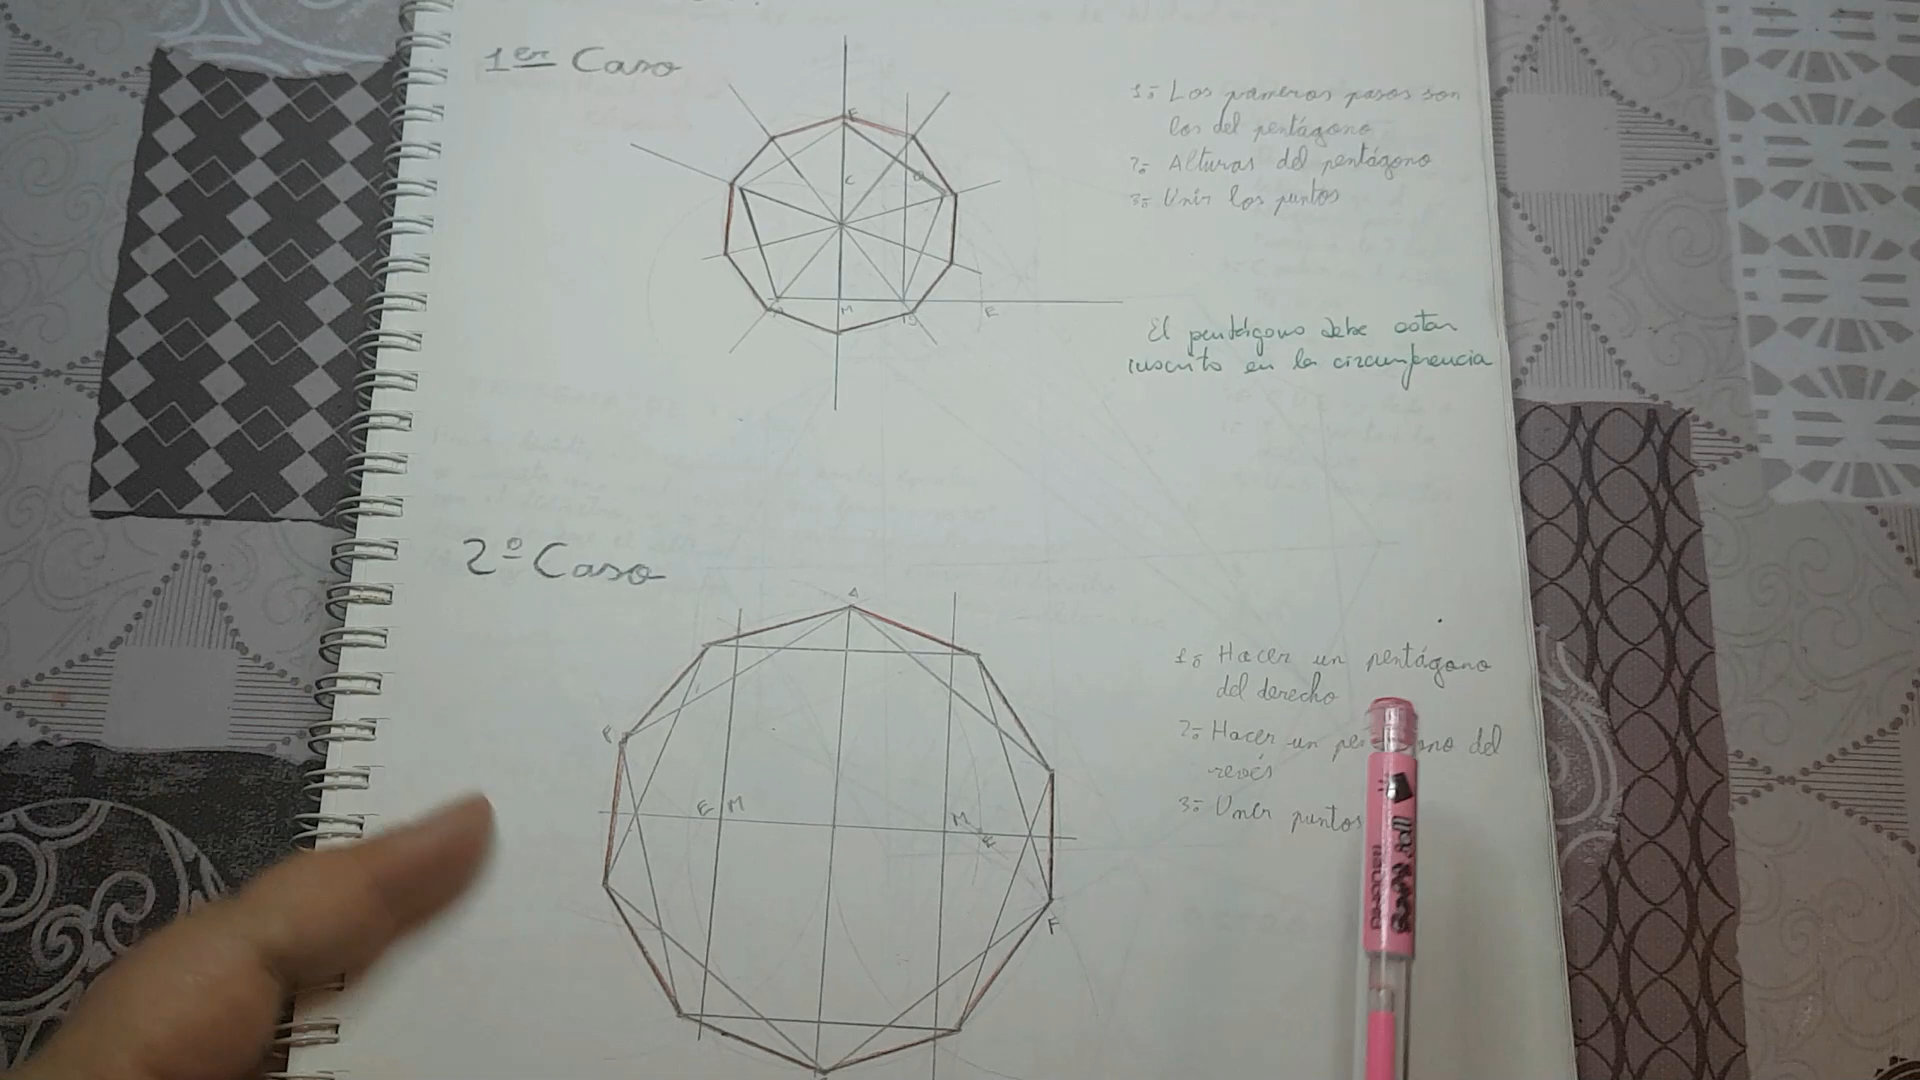 1er Caso
1º- Los primeros pasos son
los del pentágono
2º- Alturas del pentágono
3º- Unir los puntos
El pentágono debe estar
inscrito en la circunferencia
F
C
M
E
2º Caso
1º Hacer un pentágono
del derecho
2º- Hacer un pe ono del
revés
3º- Unir puntos
A
F
E M
M
E
F